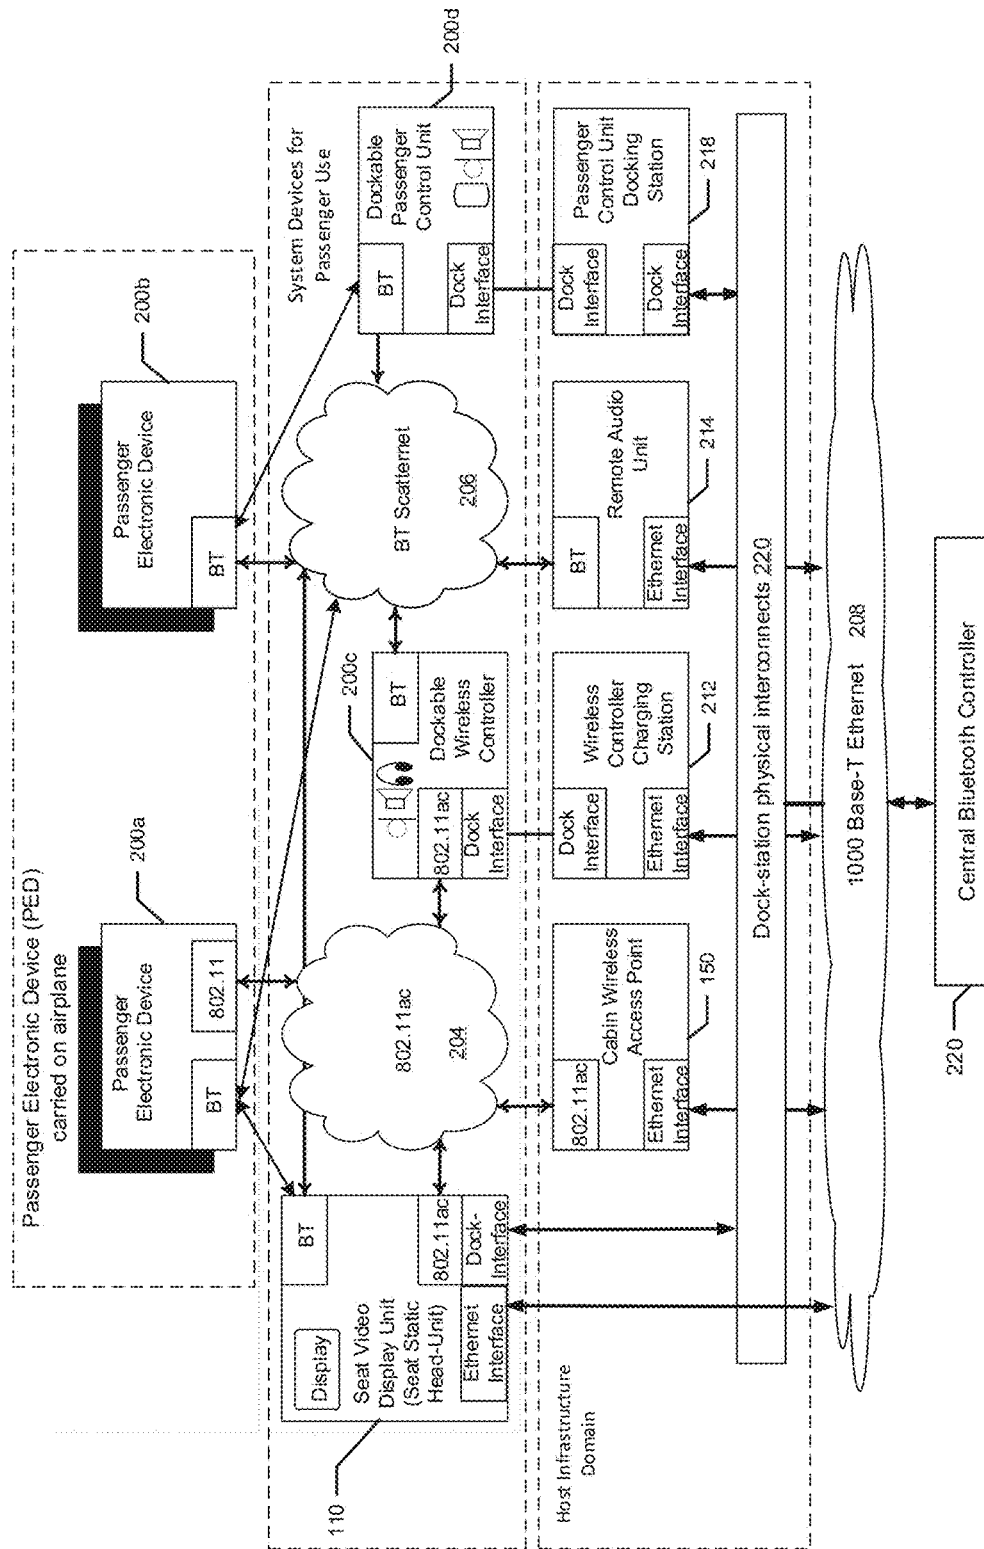 Passenger Electronic Device (PED)
carried on airplane
200a
Passenger
Electronic Device
BT
802.11
200b
Passenger
Electronic Device
BT
System Devices for
Passenger Use
110
Display
Seat Video
Display Unit
(Seat Static
Head-Unit)
BT
802.11ac
Dock-
Interface
Ethernet
Interface
802.11ac
204
200c
BT
Dockable
Wireless
Controller
802.11ac
Dock
Interface
BT Scatternet
206
200d
Dockable
Passenger
Control Unit
BT
Dock
Interface
Host Infrastructure
Domain
802.11ac
Cabin Wireless
Access Point
Ethernet
Interface
150
Dock
Interface
Wireless
Controller
Charging
Station
Ethernet
Interface
212
BT
Remote Audio
Unit
Ethernet
Interface
214
Dock
Interface
Passenger
Control Unit
Docking
Station
Dock
Interface
218
Dock-station physical interconnects 220
1000 Base-T Ethernet 208
Central Bluetooth Controller
220